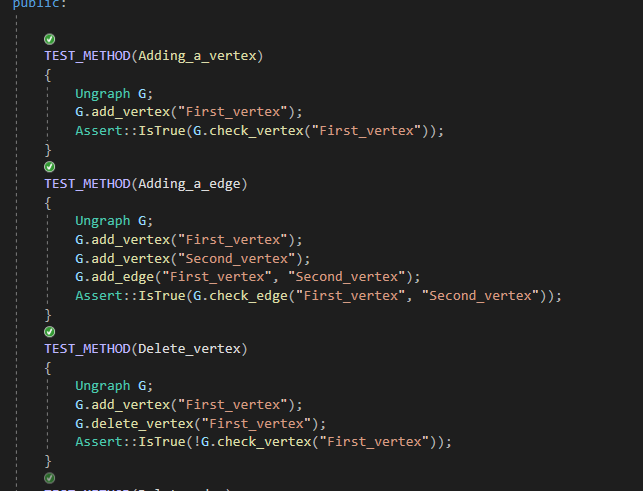 public:
TEST_METHOD(Adding_a_vertex)
{
Ungraph G;
G.add_vertex("First_vertex");
Assert::IsTrue(G.check_vertex("First_vertex"));
}
TEST_METHOD(Adding_a_edge)
{
Ungraph G;
G.add_vertex("First_vertex");
G.add_vertex("Second_vertex");
G.add_edge("First_vertex", "Second_vertex");
Assert::IsTrue(G.check_edge("First_vertex", "Second_vertex"));
}
TEST_METHOD(Delete_vertex)
{
Ungraph G;
G.add_vertex("First_vertex");
G.delete_vertex("First_vertex");
Assert::IsTrue(!G.check_vertex("First_vertex"));
}